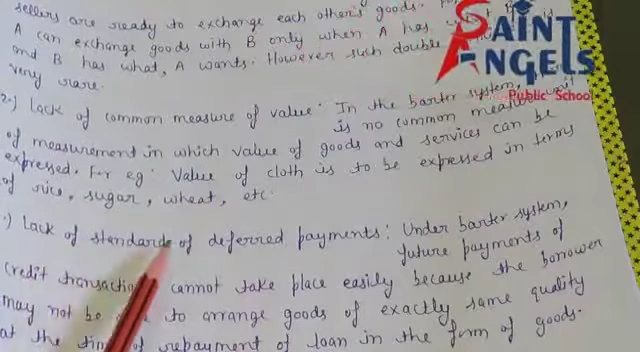 sellers are ready to exchange each other's goods.
A can exchange goods with B only when A has
and B has what, A wants. However such double
very rare.
2.) Lack of common measure of value: In the barter system,
is no common measure unit
of measurement in which value of goods and services can be
expressed. For eg: Value of cloth is to be expressed in terms
of rice, sugar, wheat, etc.
) Lack of standard of deferred payments: Under barter system,
future payments of
credit transaction cannot take place easily because the borrower
may not be to arrange goods of exactly same quality
at the time of repayment of loan in the form of goods.
SAINT
ANGELS
Public School